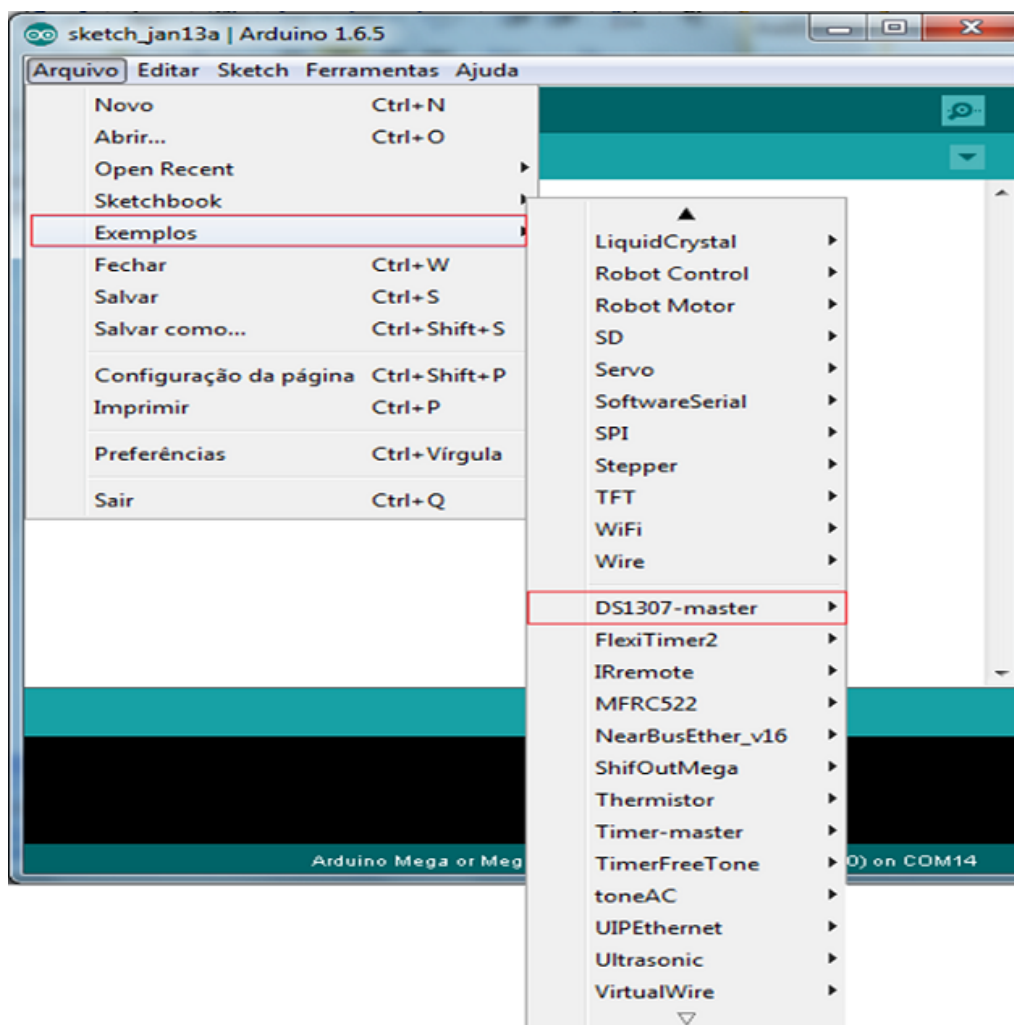 sketch_jan13a | Arduino 1.6.5
Arquivo Editar Sketch Ferramentas Ajuda
Novo Ctrl+N
Abrir... Ctrl+O
Open Recent
Sketchbook
Exemplos
Fechar Ctrl+W
Salvar Ctrl+S
Salvar como... Ctrl+Shift+S
Configuração da página Ctrl+Shift+P
Imprimir Ctrl+P
Preferências Ctrl+Vírgula
Sair Ctrl+Q
LiquidCrystal
Robot Control
Robot Motor
SD
Servo
SoftwareSerial
SPI
Stepper
TFT
WiFi
Wire
DS1307-master
FlexiTimer2
IRremote
MFRC522
NearBusEther_v16
ShifOutMega
Thermistor
Timer-master
TimerFreeTone
toneAC
UIPEthernet
Ultrasonic
VirtualWire
Arduino Mega or Meg 0) on COM14